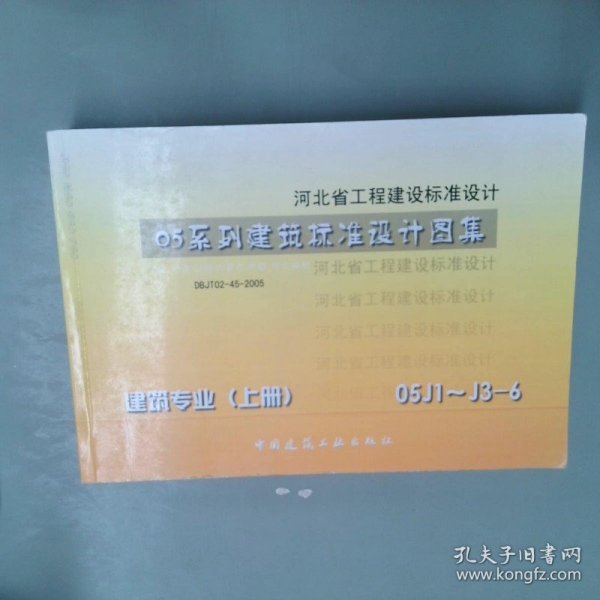 河北省工程建设标准设计
05系列建筑标准设计图集
河北省工程建设标准设计
DBJT02-45-2005
河北省工程建设标准设计
河北省工程建设标准设计
河北省工程建设标准设计
建筑专业（上册）
05J1～J3-6
中国建筑工业出版社
孔夫子旧书网
www.kongfz.com